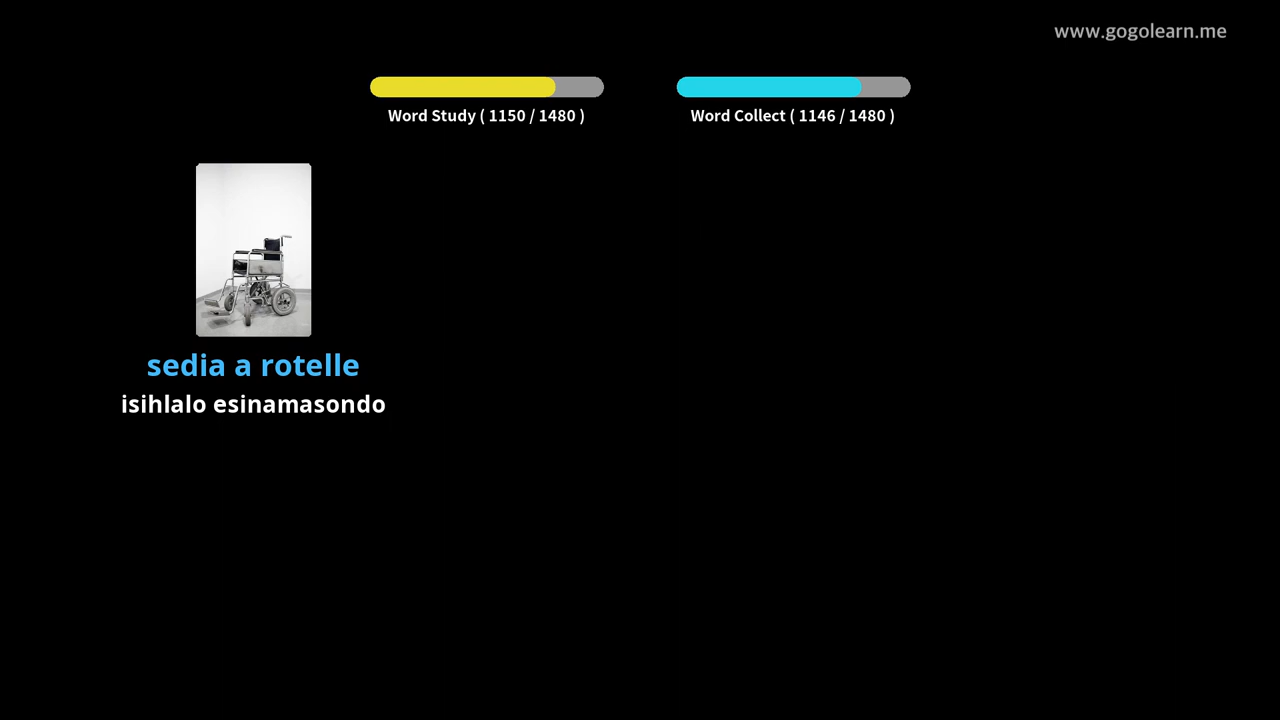 www.gogolearn.me
Word Study ( 1150 / 1480 )
Word Collect ( 1146 / 1480 )
sedia a rotelle
isihlalo esinamasondo